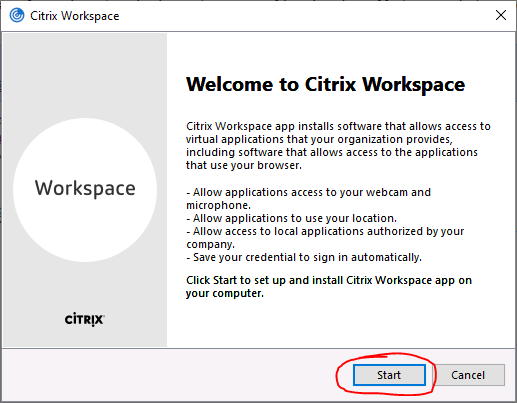 Citrix Workspace
Welcome to Citrix Workspace
Citrix Workspace app installs software that allows access to
virtual applications that your organization provides,
including software that allows access to the applications
that use your browser.
- Allow applications access to your webcam and
microphone.
- Allow applications to use your location.
- Allow access to local applications authorized by your
company.
- Save your credential to sign in automatically.
Click Start to set up and install Citrix Workspace app on
your computer.
Workspace
CITRIX
Start
Cancel